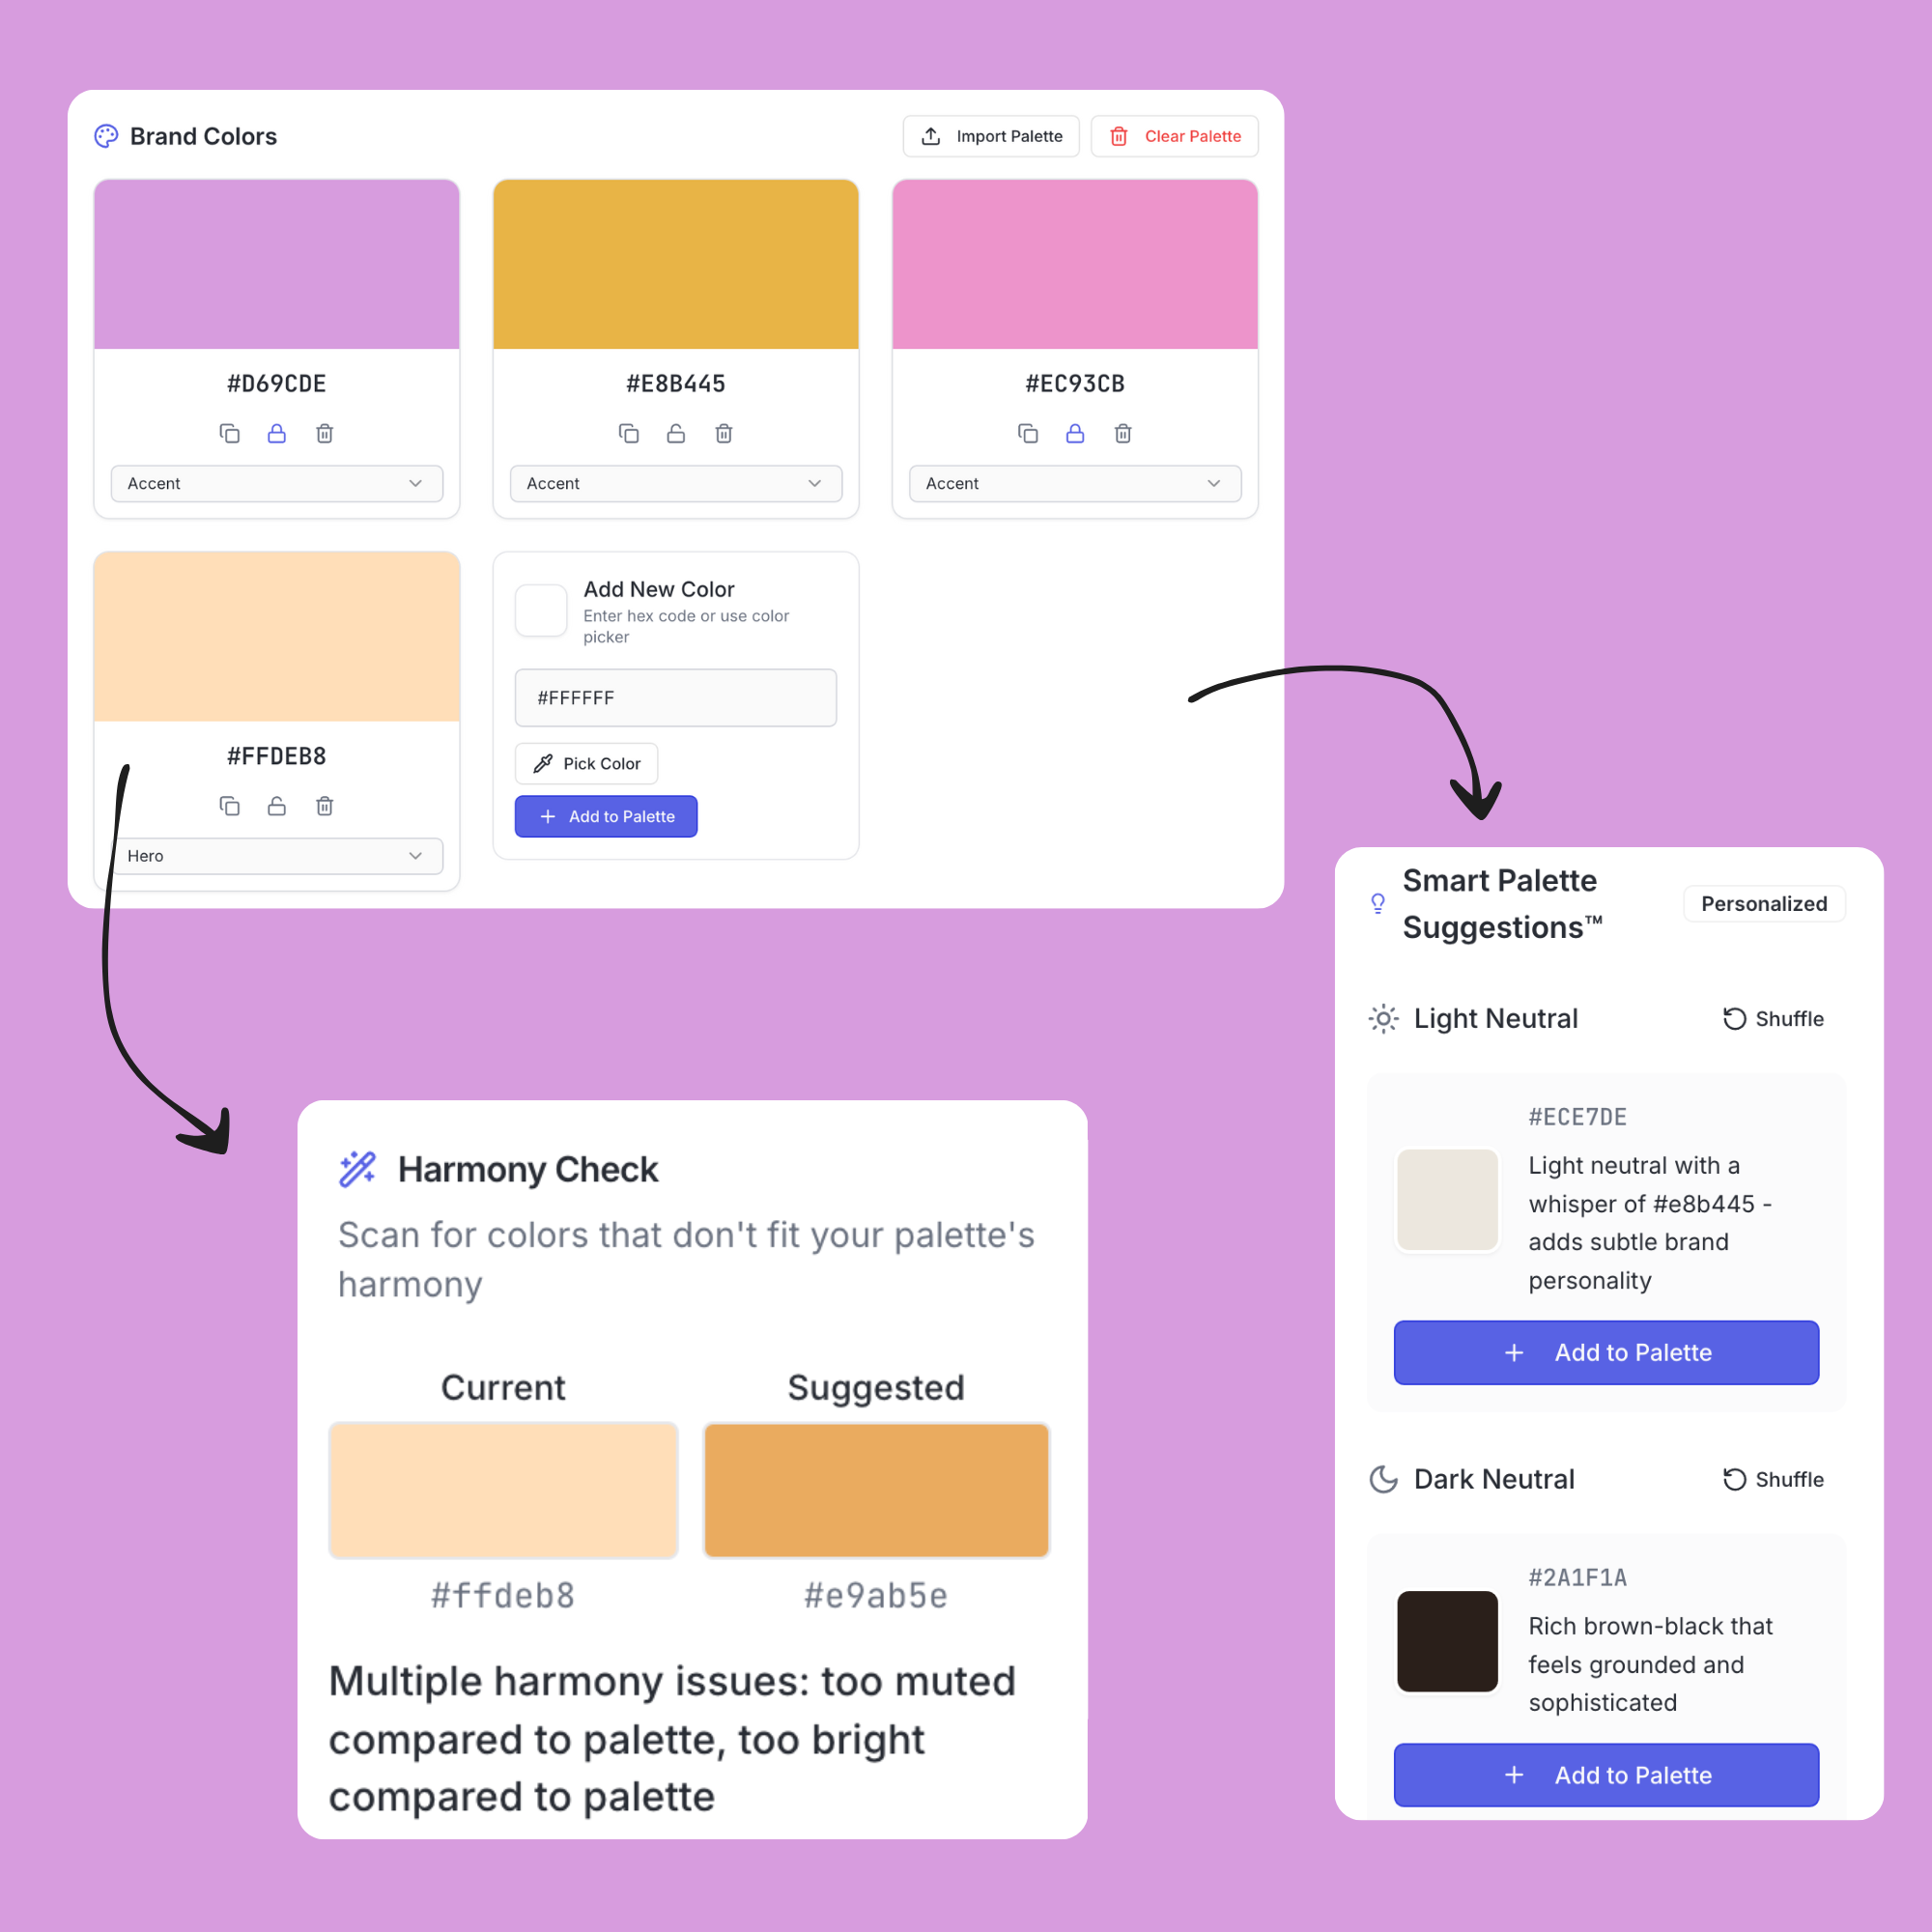 Brand Colors
Import Palette
Clear Palette
#D69CDE
#E8B445
#EC93CB
Accent
Accent
Accent
#FFDEB8
Hero
Add New Color
Enter hex code or use color
picker
#FFFFFF
Pick Color
Add to Palette
Smart Palette
Suggestions™
Personalized
Light Neutral
Shuffle
#ECE7DE
Light neutral with a
whisper of #e8b445 -
adds subtle brand
personality
Add to Palette
Dark Neutral
Shuffle
#2A1F1A
Rich brown-black that
feels grounded and
sophisticated
Add to Palette
Harmony Check
Scan for colors that don't fit your palette's
harmony
Current
Suggested
#ffdeb8
#e9ab5e
Multiple harmony issues: too muted
compared to palette, too bright
compared to palette